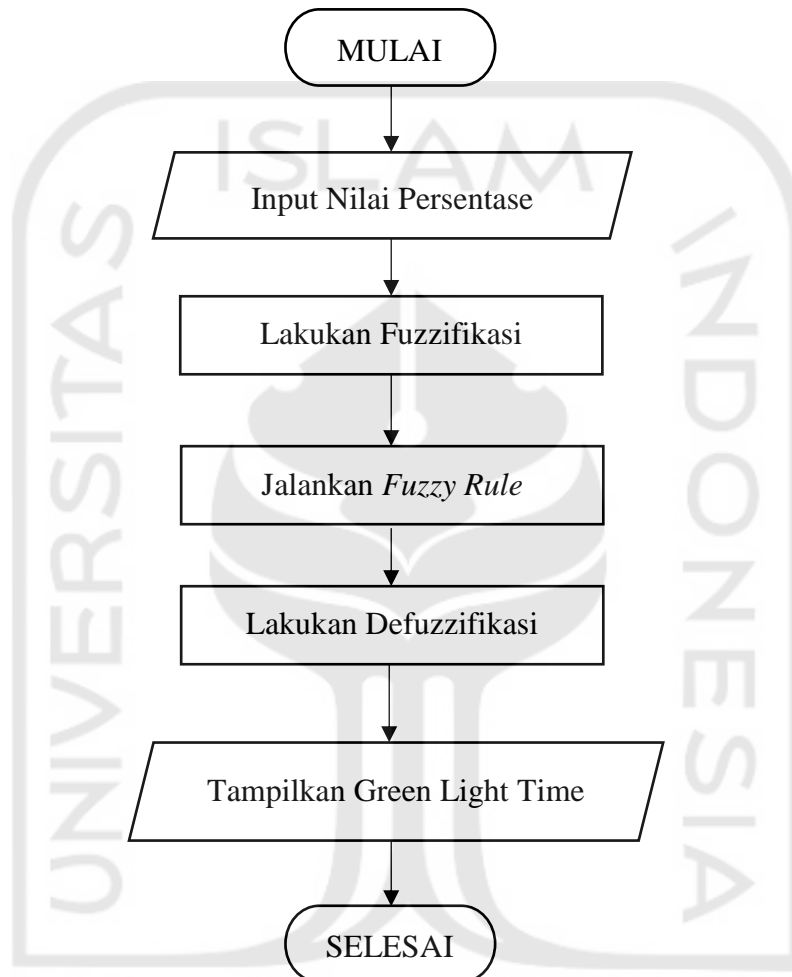 MULAI
ISLAM
Input Nilai Persentase
UNIVERSITAS
INDONESIA
Lakukan Fuzzifikasi
Jalankan Fuzzy Rule
Lakukan Defuzzifikasi
Tampilkan Green Light Time
SELESAI